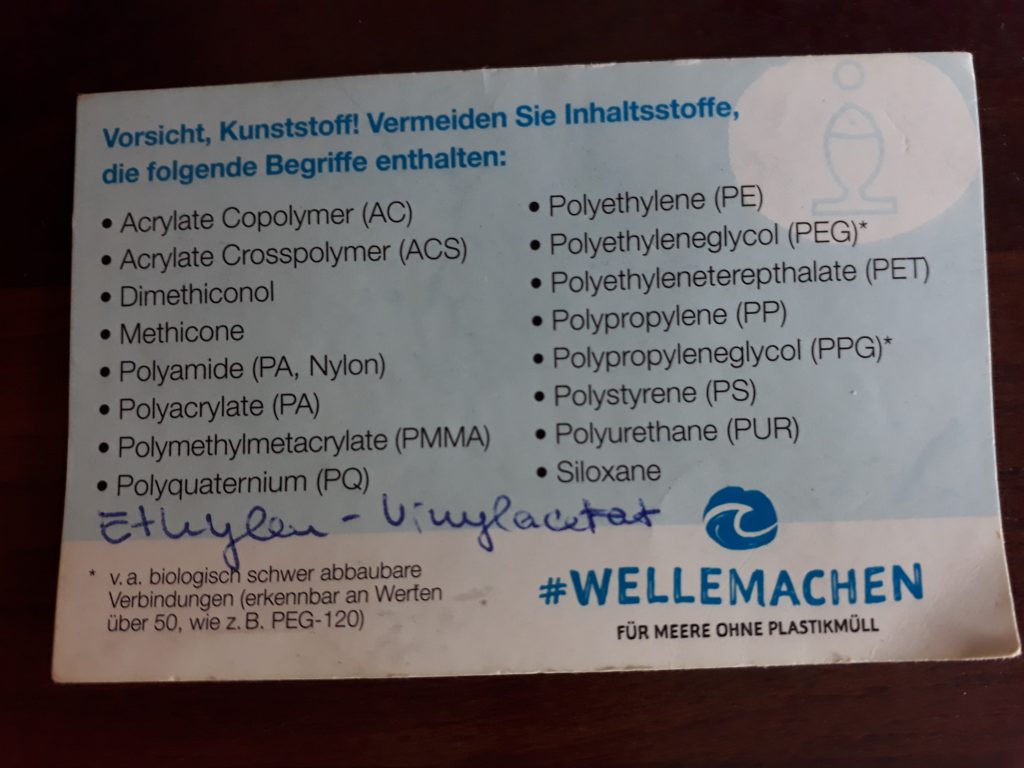 Vorsicht, Kunststoff! Vermeiden Sie Inhaltsstoffe,
die folgende Begriffe enthalten:
• Acrylate Copolymer (AC)
• Acrylate Crosspolymer (ACS)
• Dimethiconol
• Methicone
• Polyamide (PA, Nylon)
• Polyacrylate (PA)
• Polymethylmetacrylate (PMMA)
• Polyquaternium (PQ)
• Polyethylene (PE)
• Polyethyleneglycol (PEG)*
• Polyethyleneterepthalate (PET)
• Polypropylene (PP)
• Polypropyleneglycol (PPG)*
• Polystyrene (PS)
• Polyurethane (PUR)
• Siloxane
Ethylen - Vinylacetat
* v. a. biologisch schwer abbaubare
Verbindungen (erkennbar an Werten
über 50, wie z. B. PEG-120)
#WELLEMACHEN
FÜR MEERE OHNE PLASTIKMÜLL